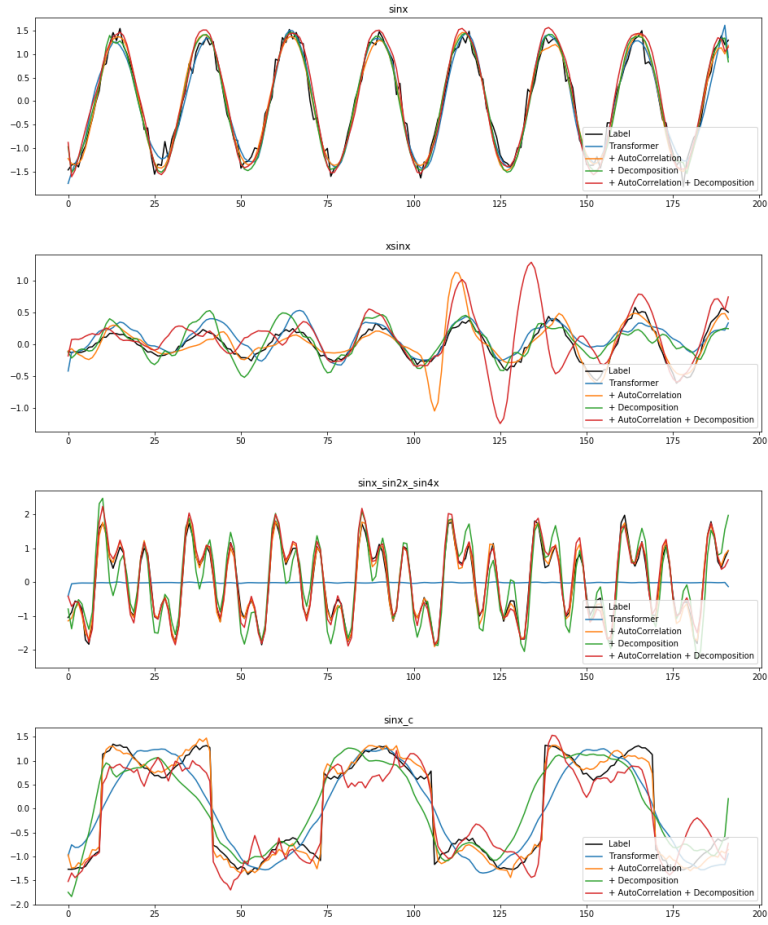 sinx
1.5
1.0
0.5
0.0
−0.5
−1.0
−1.5
Label
Transformer
+ AutoCorrelation
+ Decomposition
+ AutoCorrelation + Decomposition
0 25 50 75 100 125 150 175 200
xsinx
1.0
0.5
0.0
−0.5
−1.0
Label
Transformer
+ AutoCorrelation
+ Decomposition
+ AutoCorrelation + Decomposition
0 25 50 75 100 125 150 175 200
sinx_sin2x_sin4x
2
1
0
−1
−2
Label
Transformer
+ AutoCorrelation
+ Decomposition
+ AutoCorrelation + Decomposition
0 25 50 75 100 125 150 175 200
sinx_c
1.5
1.0
0.5
0.0
−0.5
−1.0
−1.5
−2.0
Label
Transformer
+ AutoCorrelation
+ Decomposition
+ AutoCorrelation + Decomposition
0 25 50 75 100 125 150 175 200